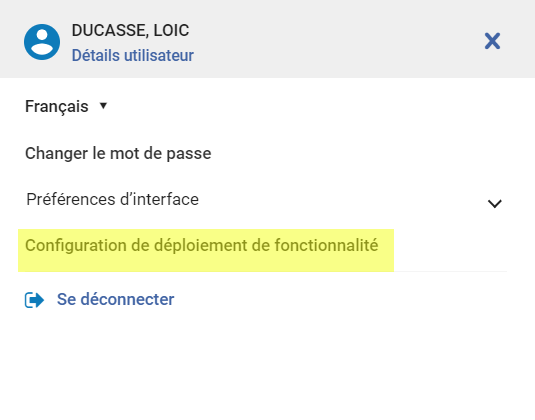 DUCASSE, LOIC
Détails utilisateur
Français
Changer le mot de passe
Préférences d’interface
Configuration de déploiement de fonctionnalité
Se déconnecter